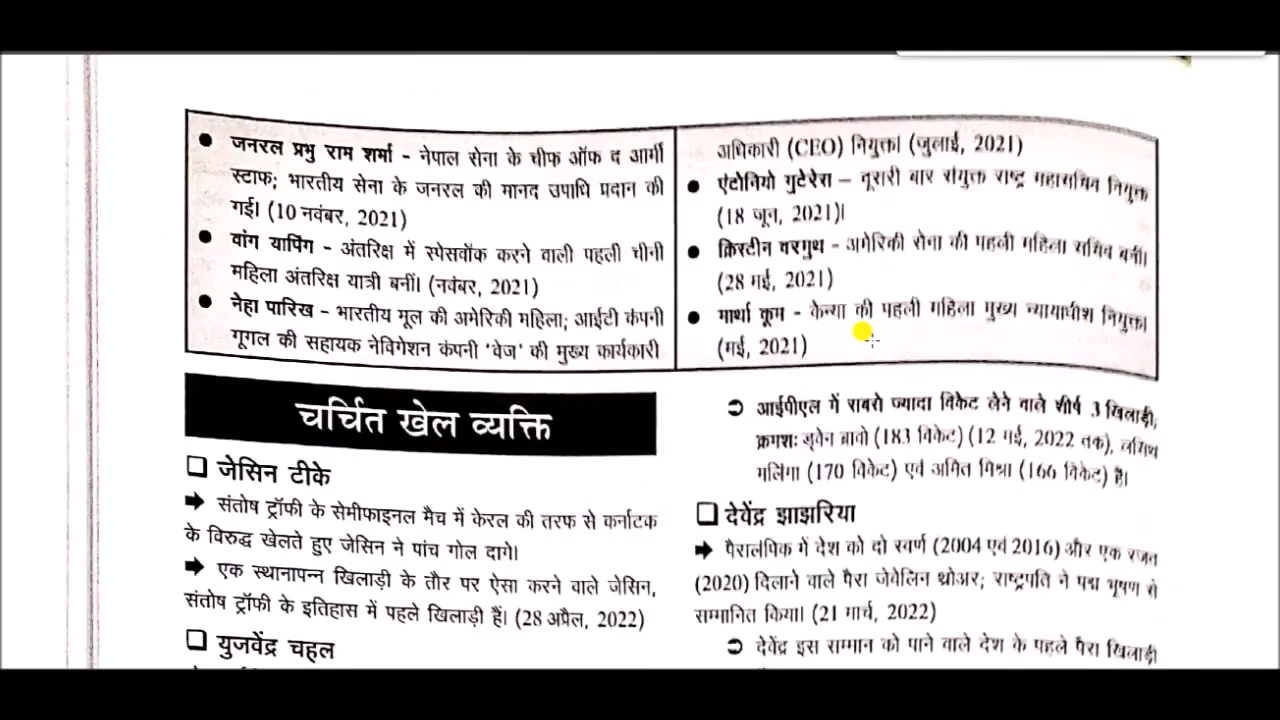 ● जनरल प्रभु राम शर्मा – नेपाल सेना के चीफ ऑफ द आर्मी
स्टाफ; भारतीय सेना के जनरल की मानद उपाधि प्रदान की
गई। (10 नवंबर, 2021)
● वांग यापिंग – अंतरिक्ष में स्पेसवॉक करने वाली पहली चीनी
महिला अंतरिक्ष यात्री बनीं। (नवंबर, 2021)
● नेहा पारिख – भारतीय मूल की अमेरिकी महिला; आईटी कंपनी
गूगल की सहायक नेविगेशन कंपनी 'वेज' की मुख्य कार्यकारी
अधिकारी (CEO) नियुक्त। (जुलाई, 2021)
● एंटोनियो गुटेरेस – दूसरी बार संयुक्त राष्ट्र महासचिव नियुक्त
(18 जून, 2021)।
● क्रिस्टीन वरमुथ – अमेरिकी सेना की पहली महिला सचिव बनीं।
(28 मई, 2021)
● मार्था कूम – केन्या की पहली महिला मुख्य न्यायाधीश नियुक्त।
(मई, 2021)
चर्चित खेल व्यक्ति
❑ जेसिन टीके
➡ संतोष ट्रॉफी के सेमीफाइनल मैच में केरल की तरफ से कर्नाटक
के विरुद्ध खेलते हुए जेसिन ने पांच गोल दागे।
➡ एक स्थानापन्न खिलाड़ी के तौर पर ऐसा करने वाले जेसिन,
संतोष ट्रॉफी के इतिहास में पहले खिलाड़ी हैं। (28 अप्रैल, 2022)
❑ युजवेंद्र चहल
➲ आईपीएल में सबसे ज्यादा विकेट लेने वाले शीर्ष 3 खिलाड़ी,
क्रमशः ड्वेन ब्रावो (183 विकेट) (12 मई, 2022 तक), लसिथ
मलिंगा (170 विकेट) एवं अमित मिश्रा (166 विकेट) है।
❑ देवेंद्र झाझरिया
➡ पैरालंपिक में देश को दो स्वर्ण (2004 एवं 2016) और एक रजत
(2020) दिलाने वाले पैरा जेवेलिन थ्रोअर; राष्ट्रपति ने पद्म भूषण से
सम्मानित किया। (21 मार्च, 2022)
➲ देवेंद्र इस सम्मान को पाने वाले देश के पहले पैरा खिलाड़ी